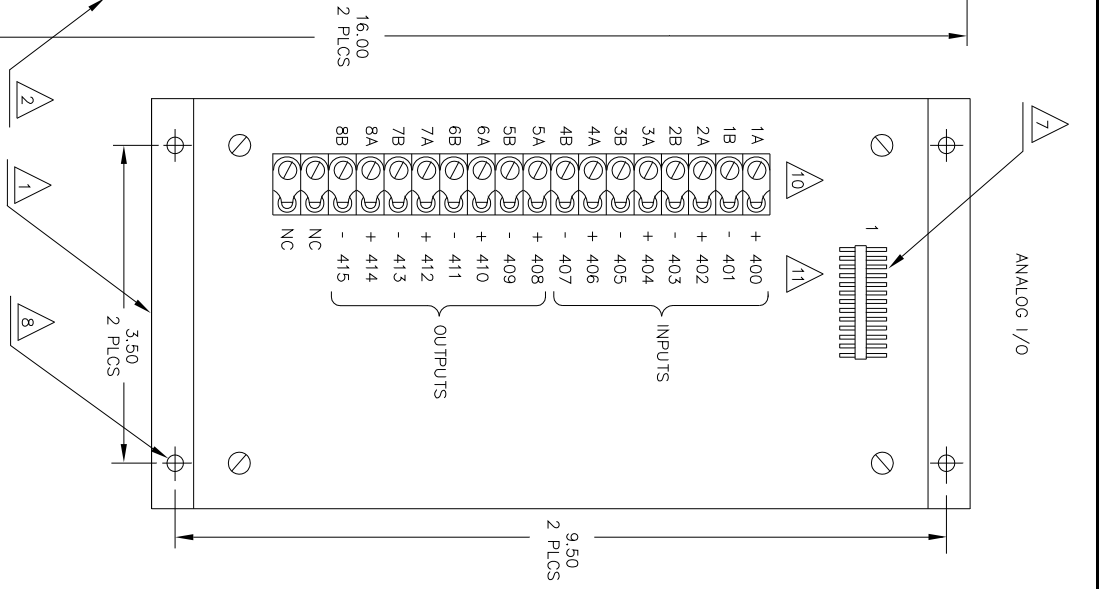 ANALOG I/O
7
1
16.00
2 PLCS
2
1
8
3.50
2 PLCS
9.50
2 PLCS
10
11
1A + 400
1B - 401
2A + 402
2B - 403
3A + 404
3B - 405
4A + 406
4B - 407
5A + 408
5B - 409
6A + 410
6B - 411
7A + 412
7B - 413
8A + 414
8B - 415
NC
NC
INPUTS
OUTPUTS